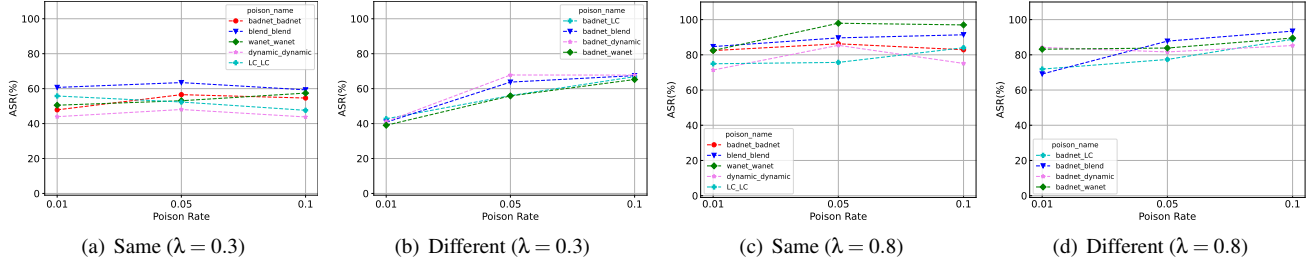 ASR(%)
100
80
60
40
20
0
0.01
0.05
0.1
Poison Rate
poison_name
badnet_badnet
blend_blend
wanet_wanet
dynamic_dynamic
LC_LC
(a) Same (λ = 0.3)
ASR(%)
100
80
60
40
20
0
0.01
0.05
0.1
Poison Rate
poison_name
badnet_LC
badnet_blend
badnet_dynamic
badnet_wanet
(b) Different (λ = 0.3)
ASR(%)
100
80
60
40
20
0
0.01
0.05
0.1
Poison Rate
poison_name
badnet_badnet
blend_blend
wanet_wanet
dynamic_dynamic
LC_LC
(c) Same (λ = 0.8)
ASR(%)
100
80
60
40
20
0
0.01
0.05
0.1
Poison Rate
poison_name
badnet_LC
badnet_blend
badnet_dynamic
badnet_wanet
(d) Different (λ = 0.8)